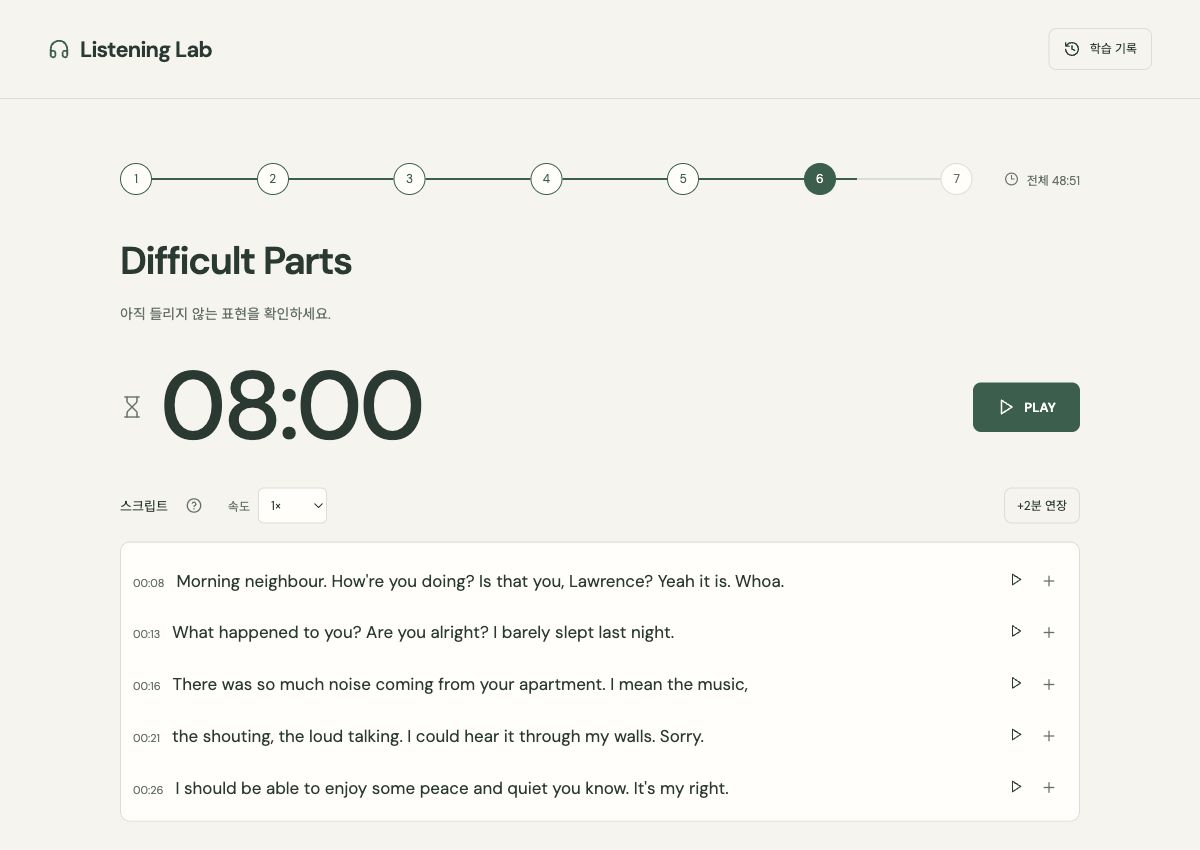 Listening Lab
학습 기록
1 2 3 4 5 6 7 전체 48:51
Difficult Parts
아직 들리지 않는 표현을 확인하세요.
08:00
PLAY
스크립트 ? 속도 1× +2분 연장
00:08 Morning neighbour. How're you doing? Is that you, Lawrence? Yeah it is. Whoa.
00:13 What happened to you? Are you alright? I barely slept last night.
00:16 There was so much noise coming from your apartment. I mean the music,
00:21 the shouting, the loud talking. I could hear it through my walls. Sorry.
00:26 I should be able to enjoy some peace and quiet you know. It's my right.